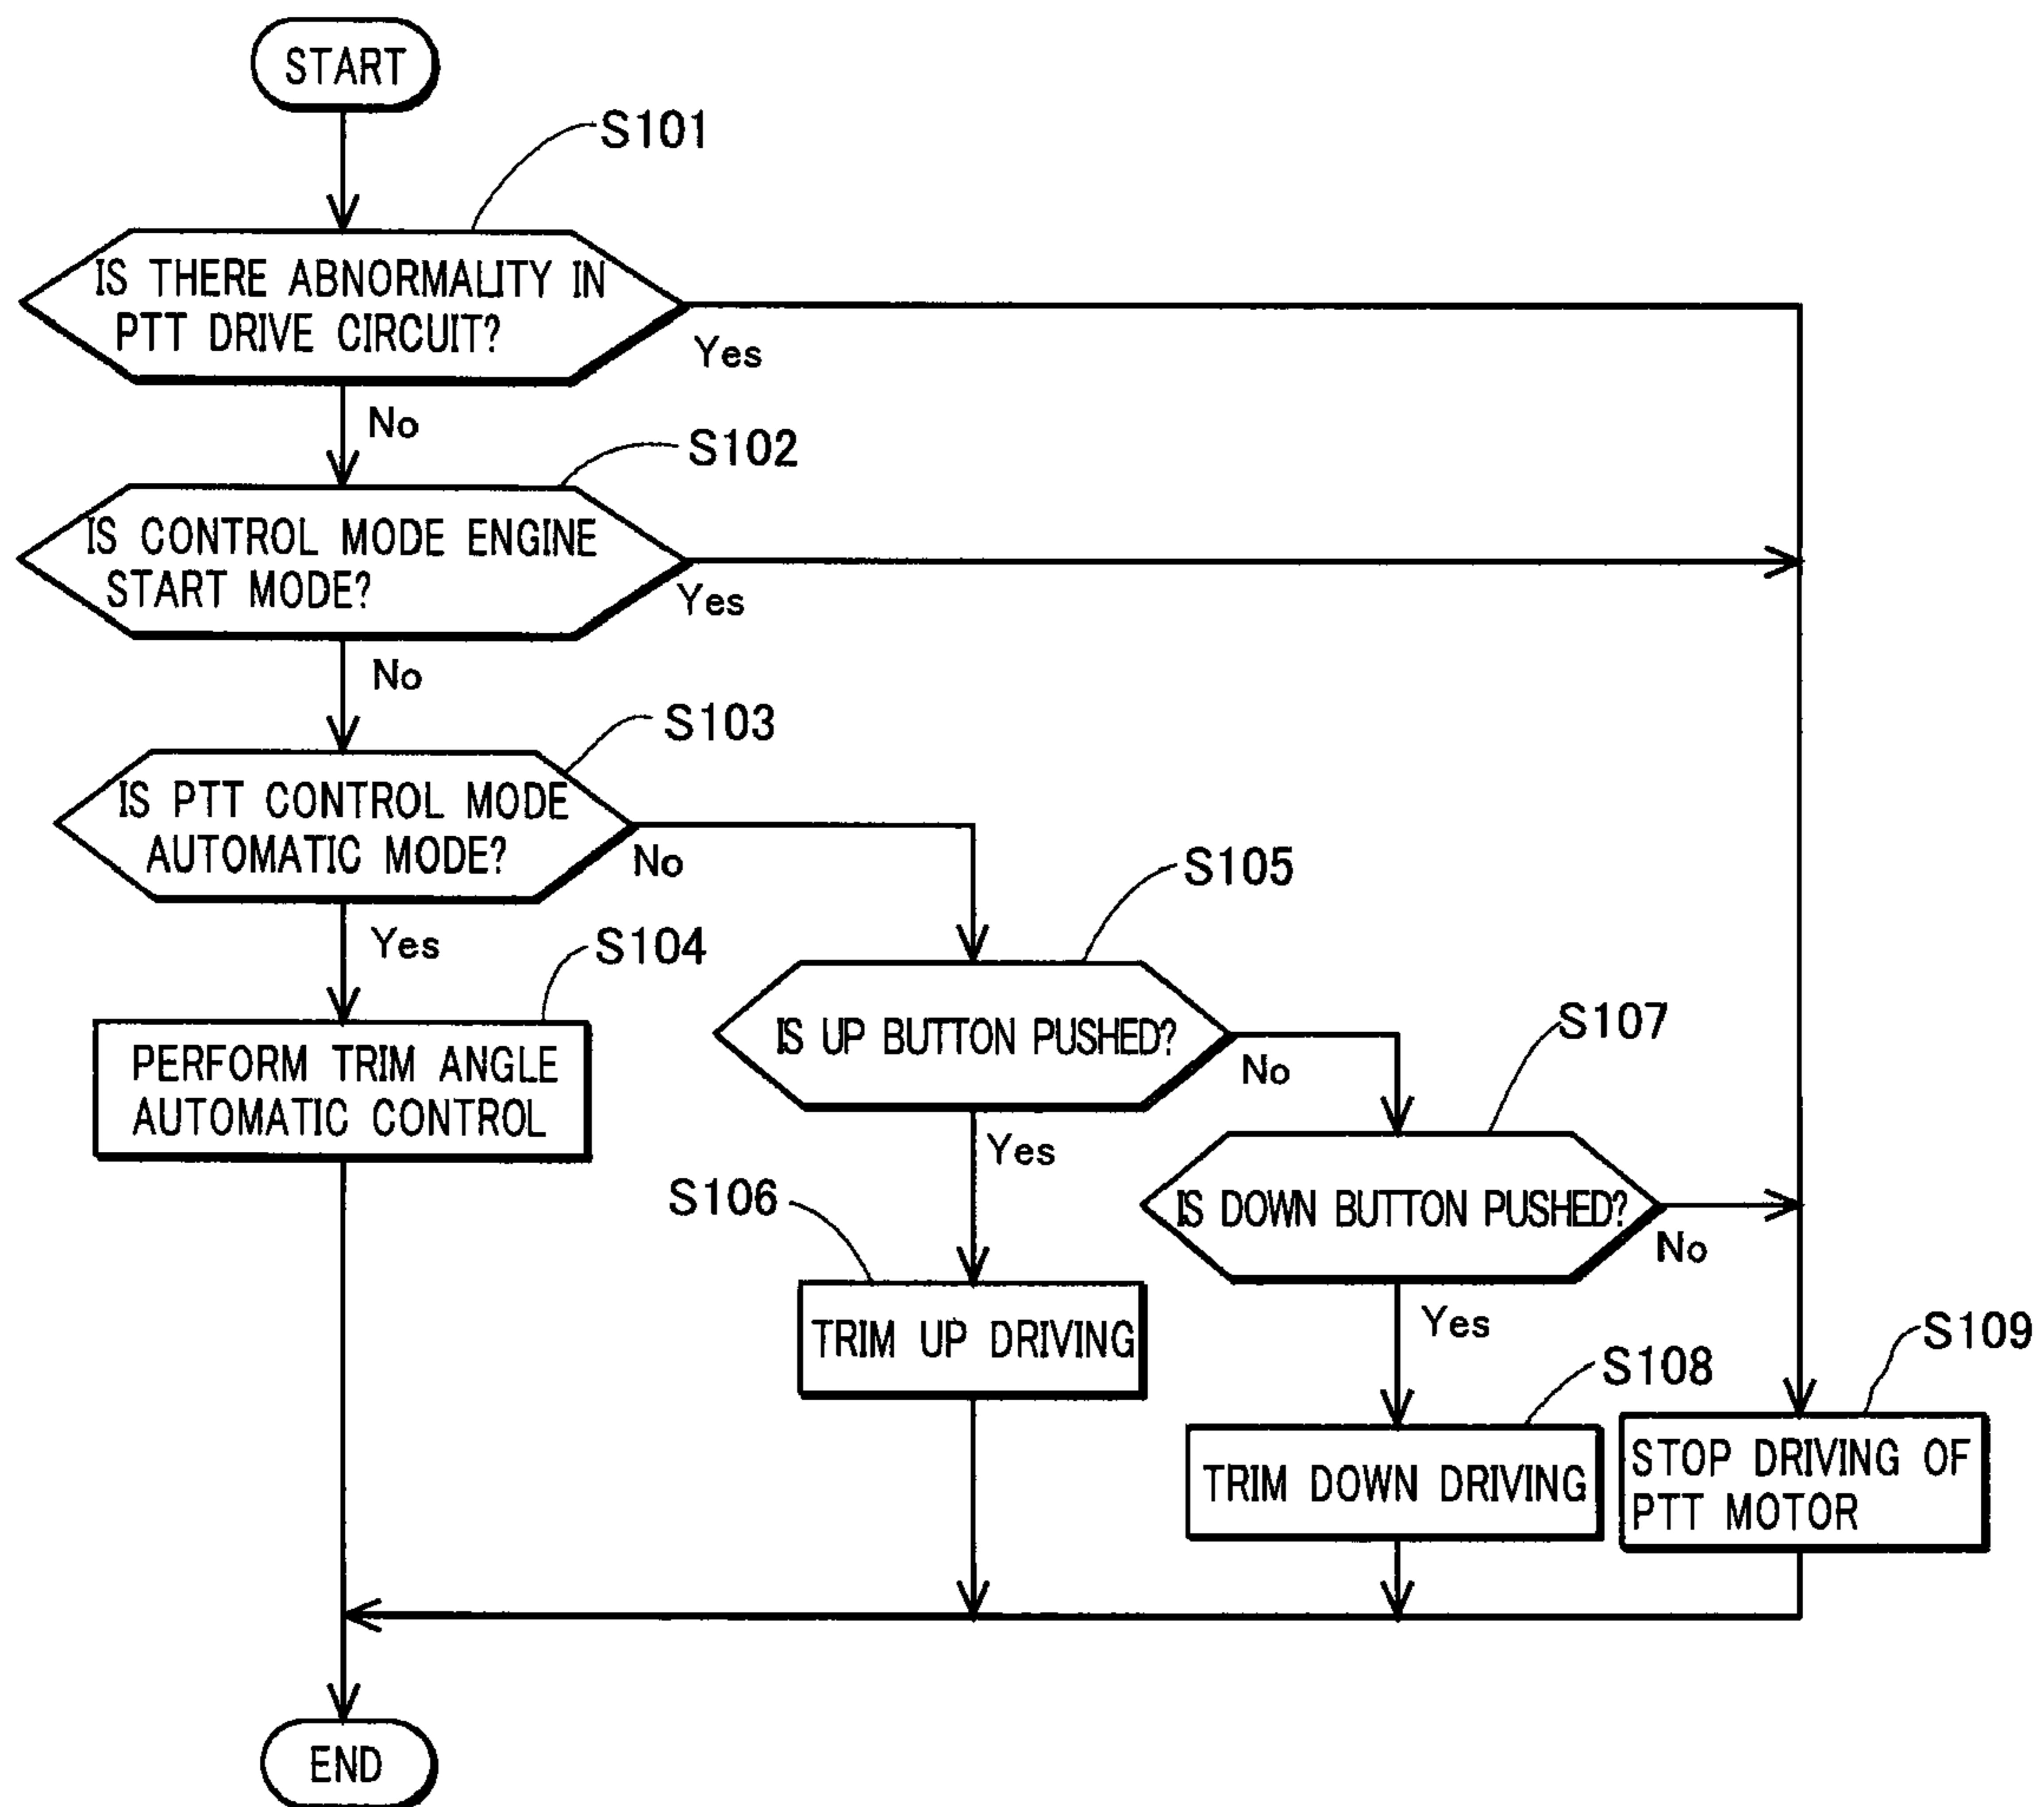 START
S101
IS THERE ABNORMALITY IN
PTT DRIVE CIRCUIT?
Yes
No
S102
IS CONTROL MODE ENGINE
START MODE?
Yes
No
S103
IS PTT CONTROL MODE
AUTOMATIC MODE?
No
Yes
S104
PERFORM TRIM ANGLE
AUTOMATIC CONTROL
S105
IS UP BUTTON PUSHED?
No
Yes
S106
TRIM UP DRIVING
S107
IS DOWN BUTTON PUSHED?
No
Yes
S108
TRIM DOWN DRIVING
S109
STOP DRIVING OF
PTT MOTOR
END